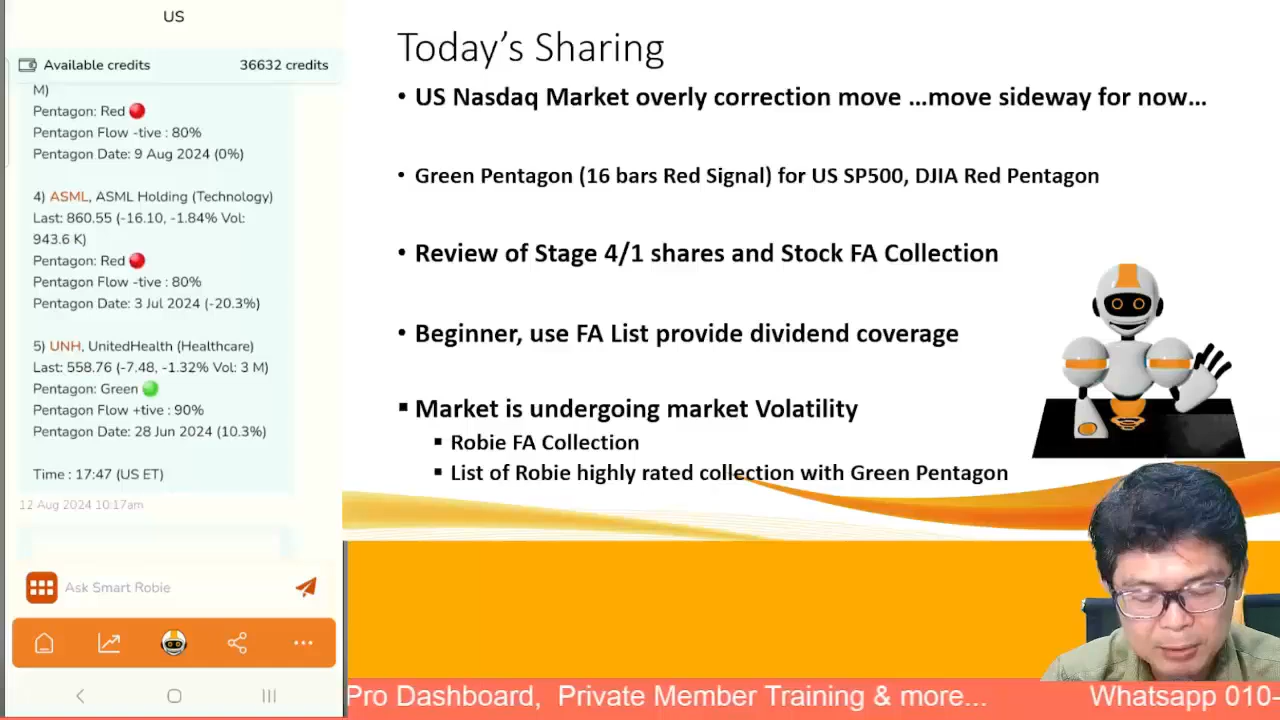 US
Available credits 36632 credits
M)
Pentagon: Red
Pentagon Flow -tive : 80%
Pentagon Date: 9 Aug 2024 (0%)
4) ASML, ASML Holding (Technology)
Last: 860.55 (-16.10, -1.84% Vol:
943.6 K)
Pentagon: Red
Pentagon Flow -tive : 80%
Pentagon Date: 3 Jul 2024 (-20.3%)
5) UNH, UnitedHealth (Healthcare)
Last: 558.76 (-7.48, -1.32% Vol: 3 M)
Pentagon: Green
Pentagon Flow +tive : 90%
Pentagon Date: 28 Jun 2024 (10.3%)
Time : 17:47 (US ET)
12 Aug 2024 10:17am
Ask Smart Robie
Today's Sharing
• US Nasdaq Market overly correction move ...move sideway for now...
• Green Pentagon (16 bars Red Signal) for US SP500, DJIA Red Pentagon
• Review of Stage 4/1 shares and Stock FA Collection
• Beginner, use FA List provide dividend coverage
▪ Market is undergoing market Volatility
▪ Robie FA Collection
▪ List of Robie highly rated collection with Green Pentagon
Pro Dashboard, Private Member Training & more... Whatsapp 010-